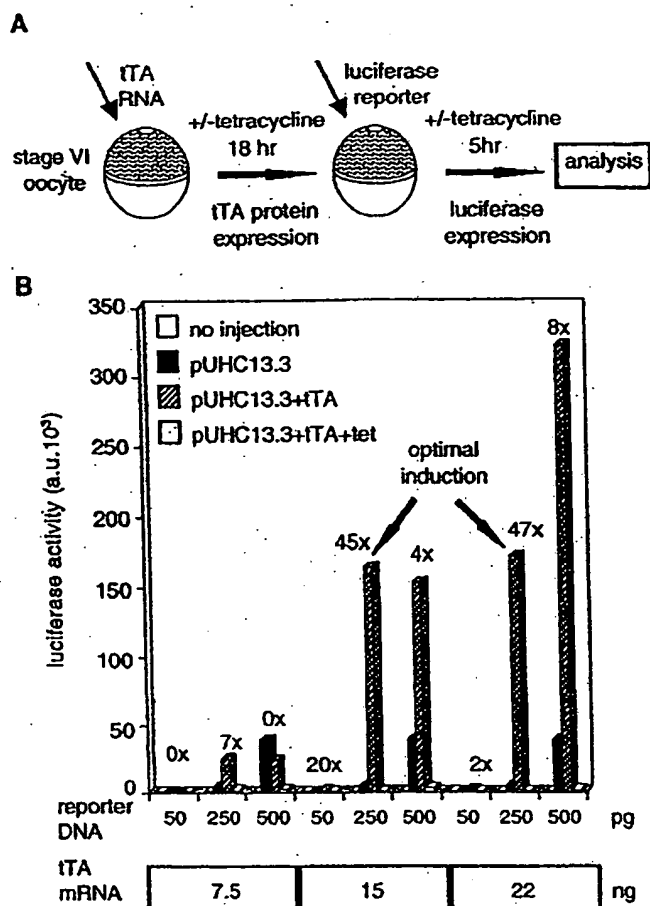 A
tTA
RNA
luciferase
reporter
+/-tetracycline
18 hr
+/-tetracycline
5hr
stage VI
oocyte
analysis
tTA protein
expression
luciferase
expression
B
350
300
250
200
150
100
50
0
luciferase activity (a.u.10³)
no injection
pUHC13.3
pUHC13.3+tTA
pUHC13.3+tTA+tet
optimal
induction
0x
7x
0x
20x
45x
4x
2x
47x
8x
reporter
DNA
50 250 500 50 250 500 50 250 500 pg
tTA
mRNA
7.5 15 22 ng